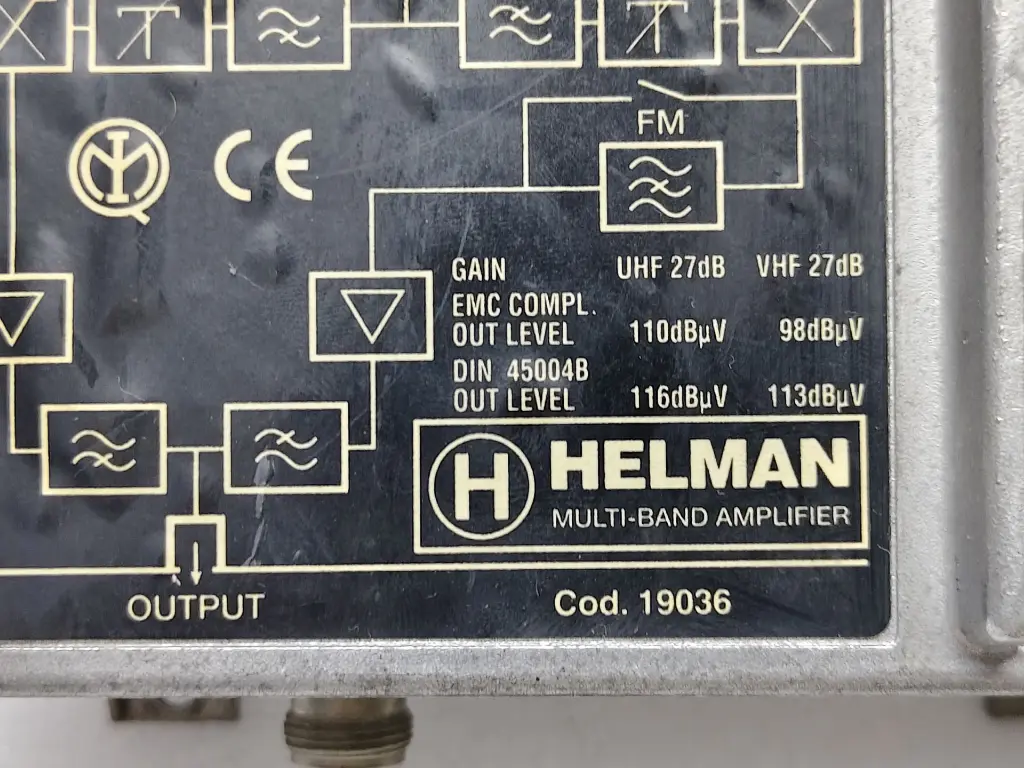 CE
FM
GAIN UHF 27dB VHF 27dB
EMC COMPL.
OUT LEVEL 110dBµV 98dBµV
DIN 45004B
OUT LEVEL 116dBµV 113dBµV
H HELMAN
MULTI-BAND AMPLIFIER
OUTPUT
Cod. 19036